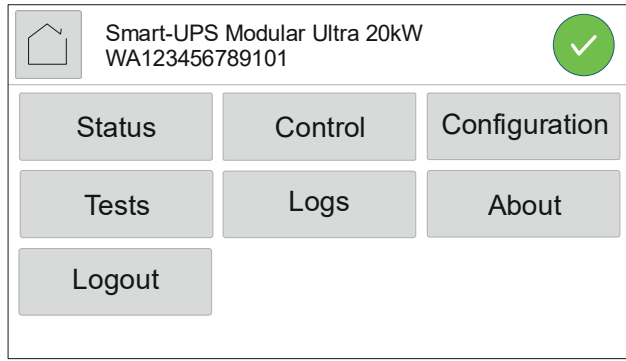 Smart-UPS Modular Ultra 20kW
WA123456789101
Status
Control
Configuration
Tests
Logs
About
Logout